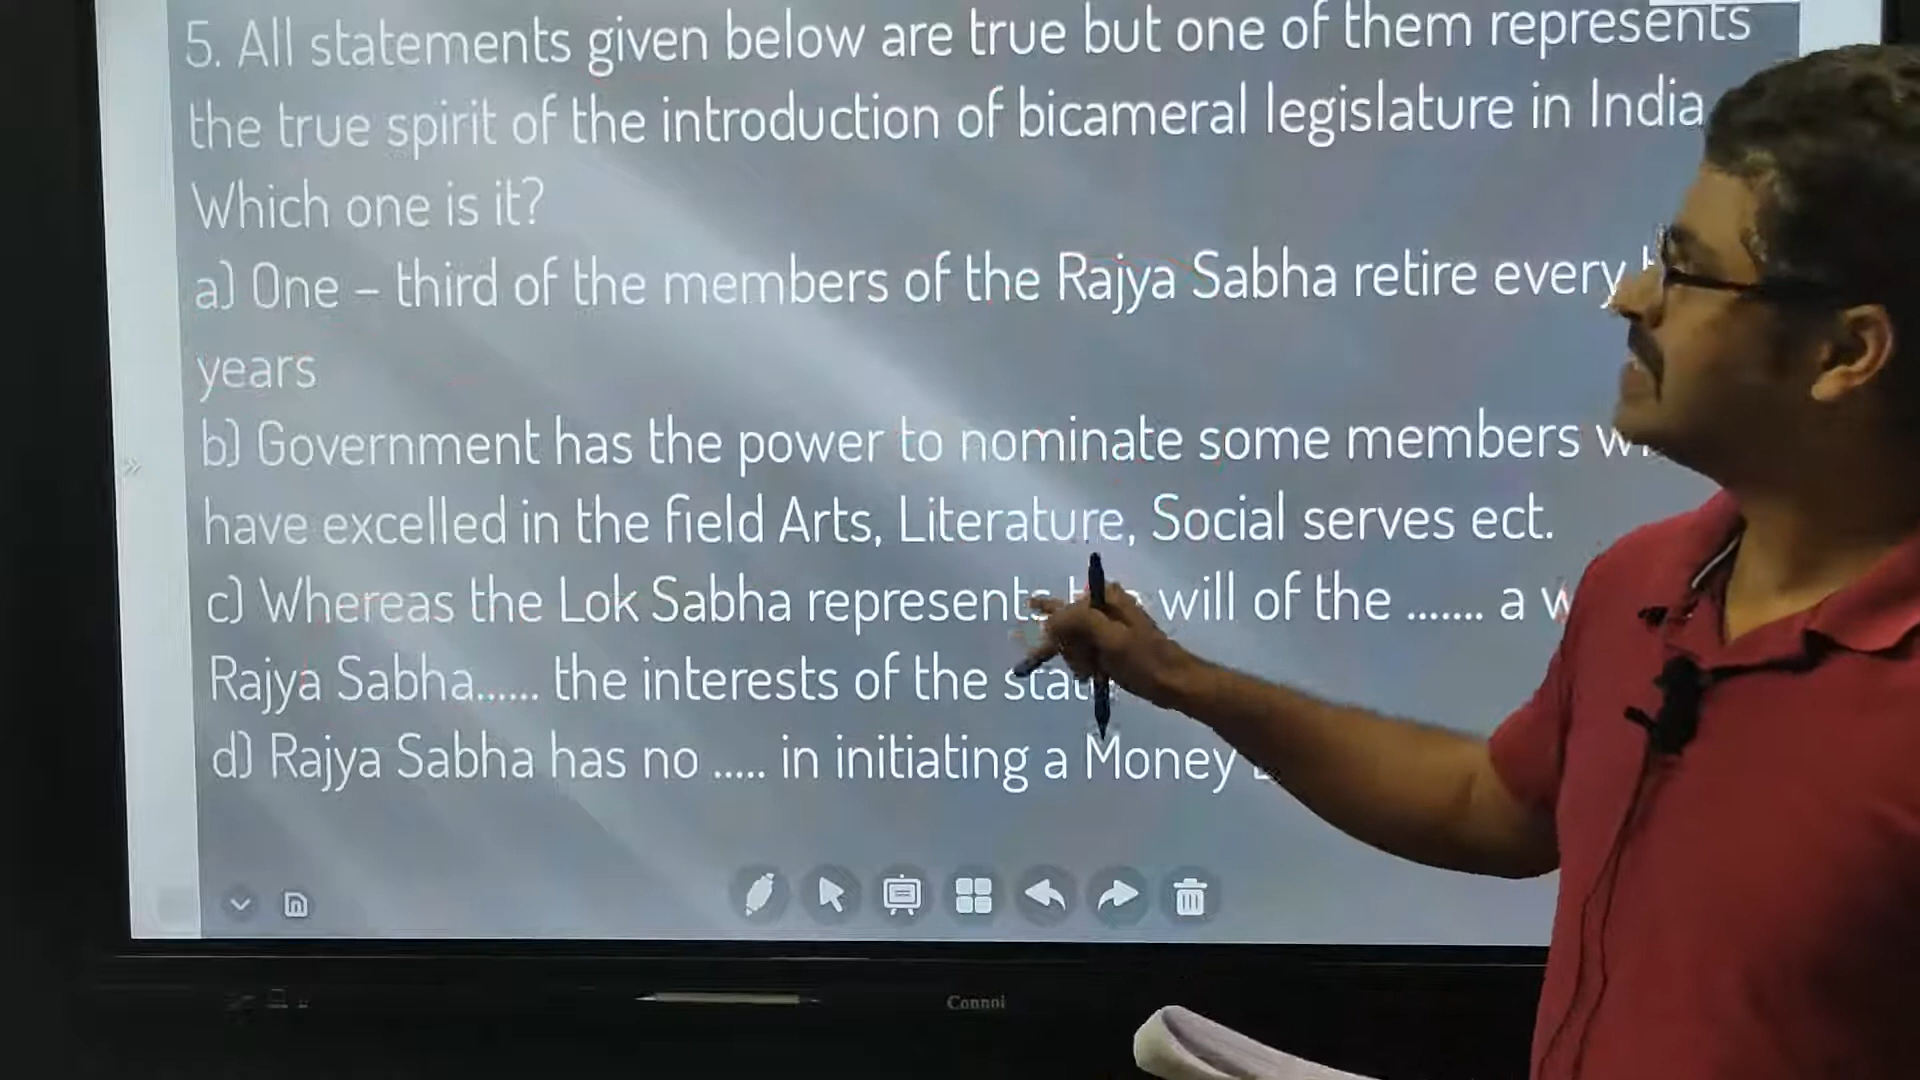 5. All statements given below are true but one of them represents
the true spirit of the introduction of bicameral legislature in India
Which one is it?
a) One – third of the members of the Rajya Sabha retire every
years
b) Government has the power to nominate some members
have excelled in the field Arts, Literature, Social serves ect.
c) Whereas the Lok Sabha represents will of the ....... a
Rajya Sabha...... the interests of the
d) Rajya Sabha has no ..... in initiating a Money
Connoi